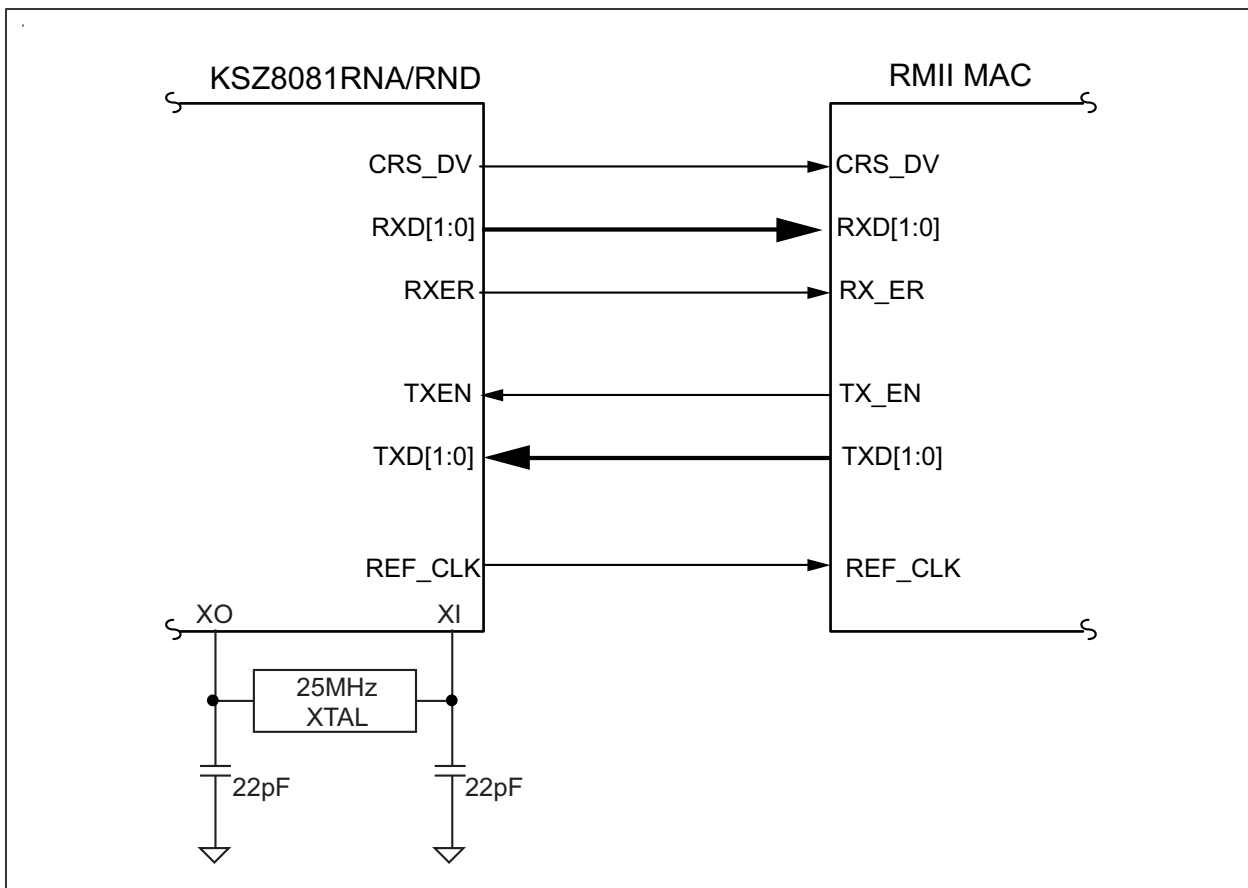 KSZ8081RNA/RND
RMII MAC
CRS_DV
CRS_DV
RXD[1:0]
RXD[1:0]
RXER
RX_ER
TXEN
TX_EN
TXD[1:0]
TXD[1:0]
REF_CLK
REF_CLK
XO
XI
25MHz
XTAL
22pF
22pF